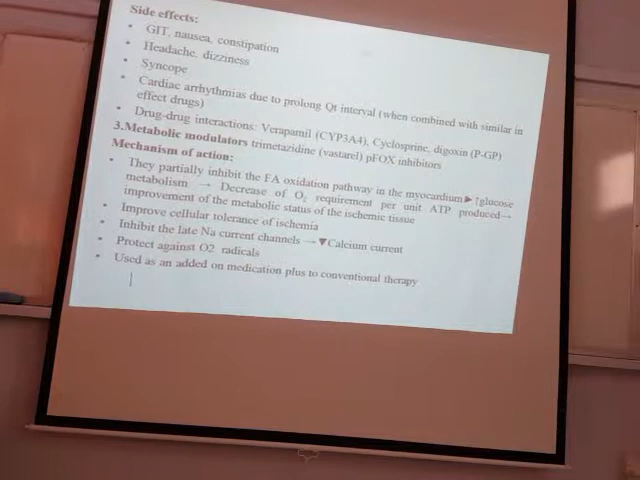 Side effects:
• GIT, nausea, constipation
• Headache, dizziness
• Syncope
• Cardiac arrhythmias due to prolong Qt interval (when combined with similar in
effect drugs)
• Drug-drug interactions: Verapamil (CYP3A4), Cyclosprine, digoxin (P-GP)
3.Metabolic modulators trimetazidine (vastarel) pFOX inhibitors
Mechanism of action:
• They partially inhibit the FA oxidation pathway in the myocardium► ↑glucose
metabolism → Decrease of O₂ requirement per unit ATP produced→
improvement of the metabolic status of the ischemic tissue
• Improve cellular tolerance of ischemia
• Inhibit the late Na current channels →▼Calcium current
• Protect against O2 radicals
• Used as an added on medication plus to conventional therapy